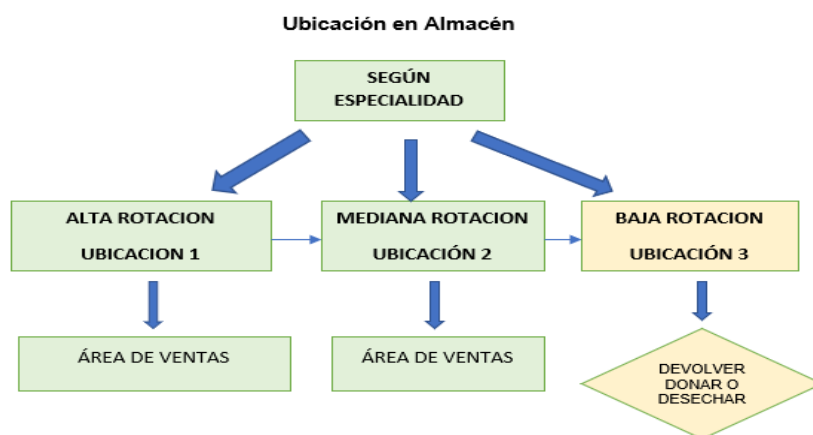 Ubicación en Almacén
SEGÚN
ESPECIALIDAD
ALTA ROTACION
UBICACION 1
MEDIANA ROTACION
UBICACIÓN 2
BAJA ROTACION
UBICACIÓN 3
ÁREA DE VENTAS
ÁREA DE VENTAS
DEVOLVER
DONAR O
DESECHAR